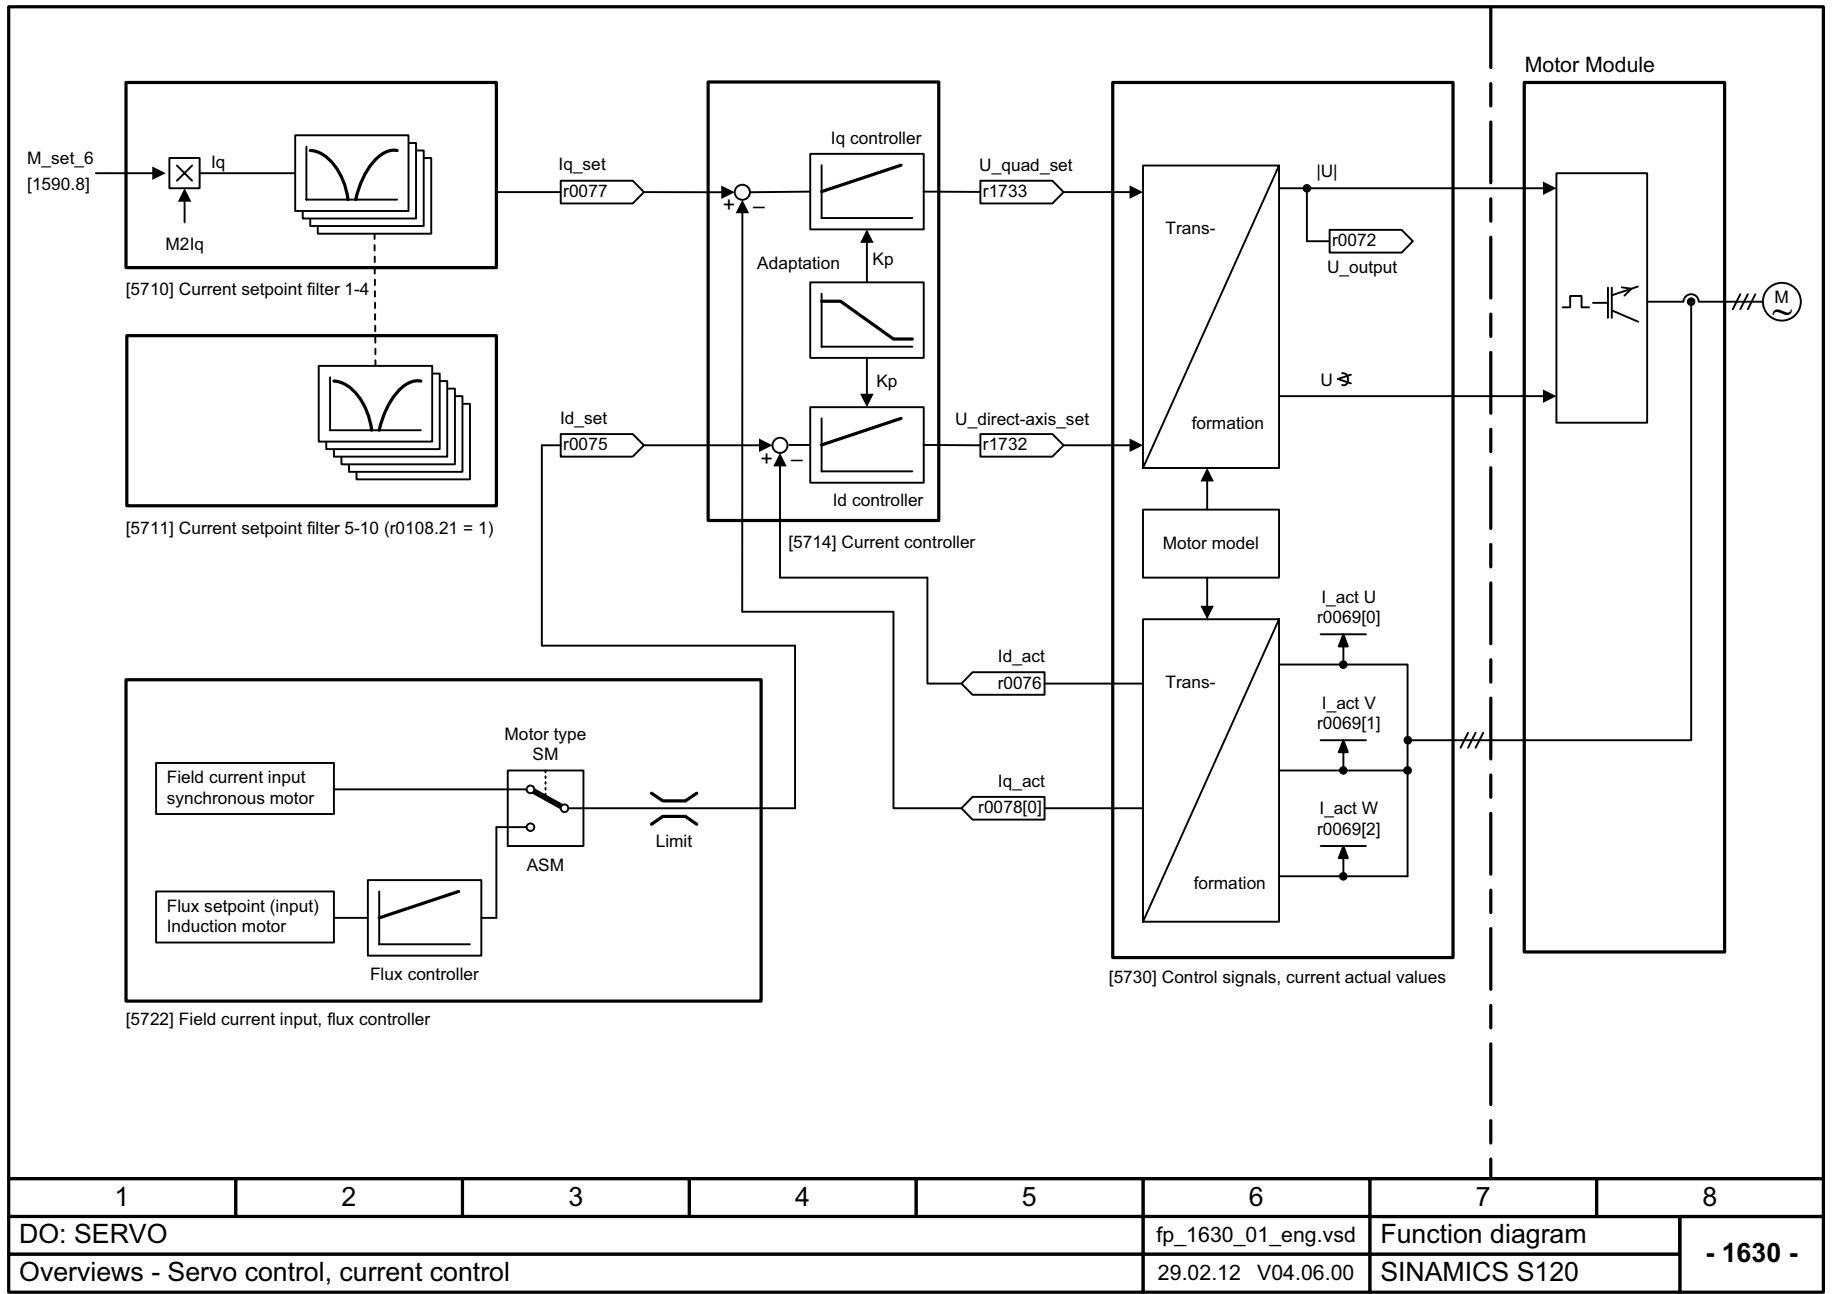 Motor Module
M_set_6
[1590.8]
Iq
M2Iq
[5710] Current setpoint filter 1-4
Iq_set
r0077
Iq controller
+
–
Adaptation
Kp
Kp
U_quad_set
r1733
Trans-
formation
|U|
r0072
U_output
U ∢
M
~
[5711] Current setpoint filter 5-10 (r0108.21 = 1)
Id_set
r0075
+
–
Id controller
U_direct-axis_set
r1732
[5714] Current controller
Motor model
I_act U
r0069[0]
Id_act
r0076
Trans-
I_act V
r0069[1]
Iq_act
r0078[0]
I_act W
r0069[2]
formation
[5730] Control signals, current actual values
Motor type
SM
Field current input
synchronous motor
Limit
ASM
Flux setpoint (input)
Induction motor
Flux controller
[5722] Field current input, flux controller
1 2 3 4 5 6 7 8
DO: SERVO
fp_1630_01_eng.vsd
Function diagram
- 1630 -
Overviews - Servo control, current control
29.02.12 V04.06.00
SINAMICS S120